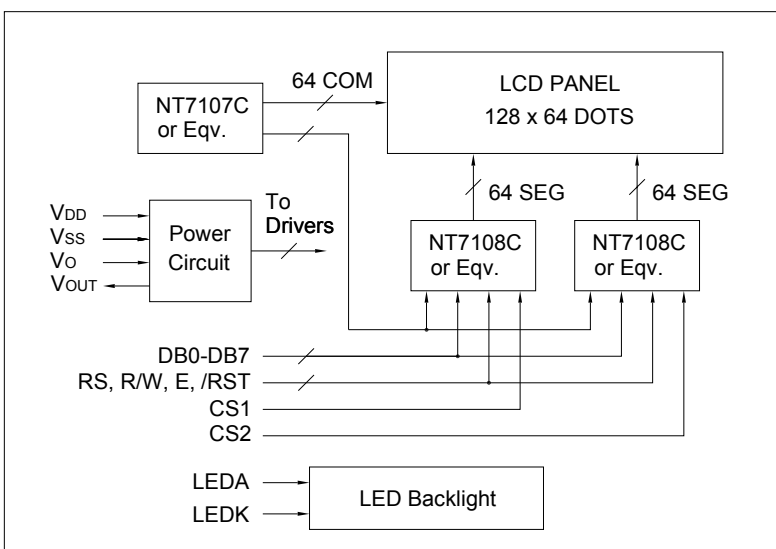 64 COM
NT7107C
or Eqv.
LCD PANEL
128 x 64 DOTS
64 SEG
64 SEG
NT7108C
or Eqv.
NT7108C
or Eqv.
VDD
VSS
VO
VOUT
Power
Circuit
To
Drivers
DB0-DB7
RS, R/W, E, /RST
CS1
CS2
LEDA
LEDK
LED Backlight